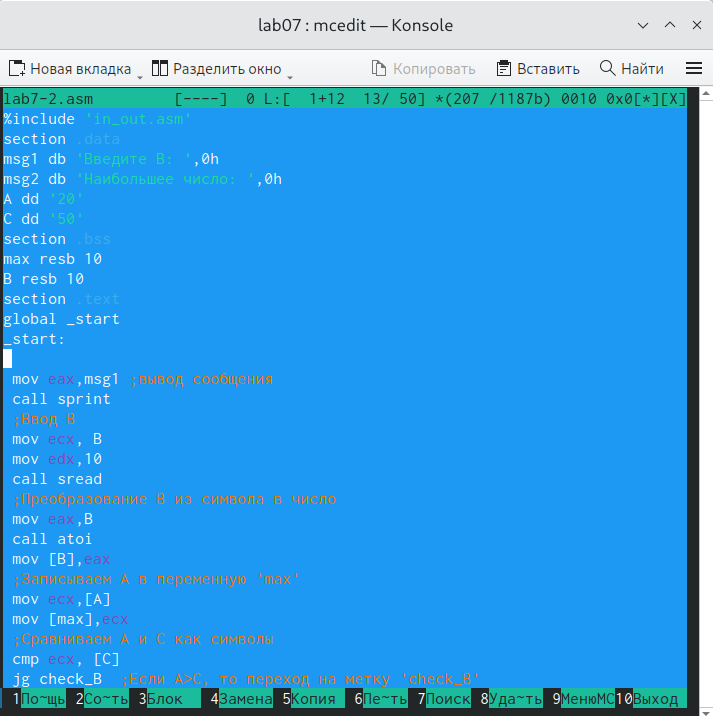 lab07 : mcedit — Konsole
Новая вкладка Разделить окно Копировать Вставить Найти
lab7-2.asm [----] 0 L:[ 1+12 13/ 50] *(207 /1187b) 0010 0x0[*][X]
%include 'in_out.asm'
section .data
msg1 db 'Введите B: ',0h
msg2 db 'Наибольшее число: ',0h
A dd '20'
C dd '50'
section .bss
max resb 10
B resb 10
section .text
global _start
_start:
mov eax,msg1 ;вывод сообщения
call sprint
;Ввод B
mov ecx, B
mov edx,10
call sread
;Преобразование B из символа в число
mov eax,B
call atoi
mov [B],eax
;Записываем A в переменную 'max'
mov ecx,[A]
mov [max],ecx
;Сравниваем A и C как символы
cmp ecx, [C]
jg check_B ;Если A>C, то переход на метку 'check_B'
1По~щь 2Со~ть 3Блок 4Замена 5Копия 6Пе~ть 7Поиск 8Уда~ть 9МенюMC 10Выход